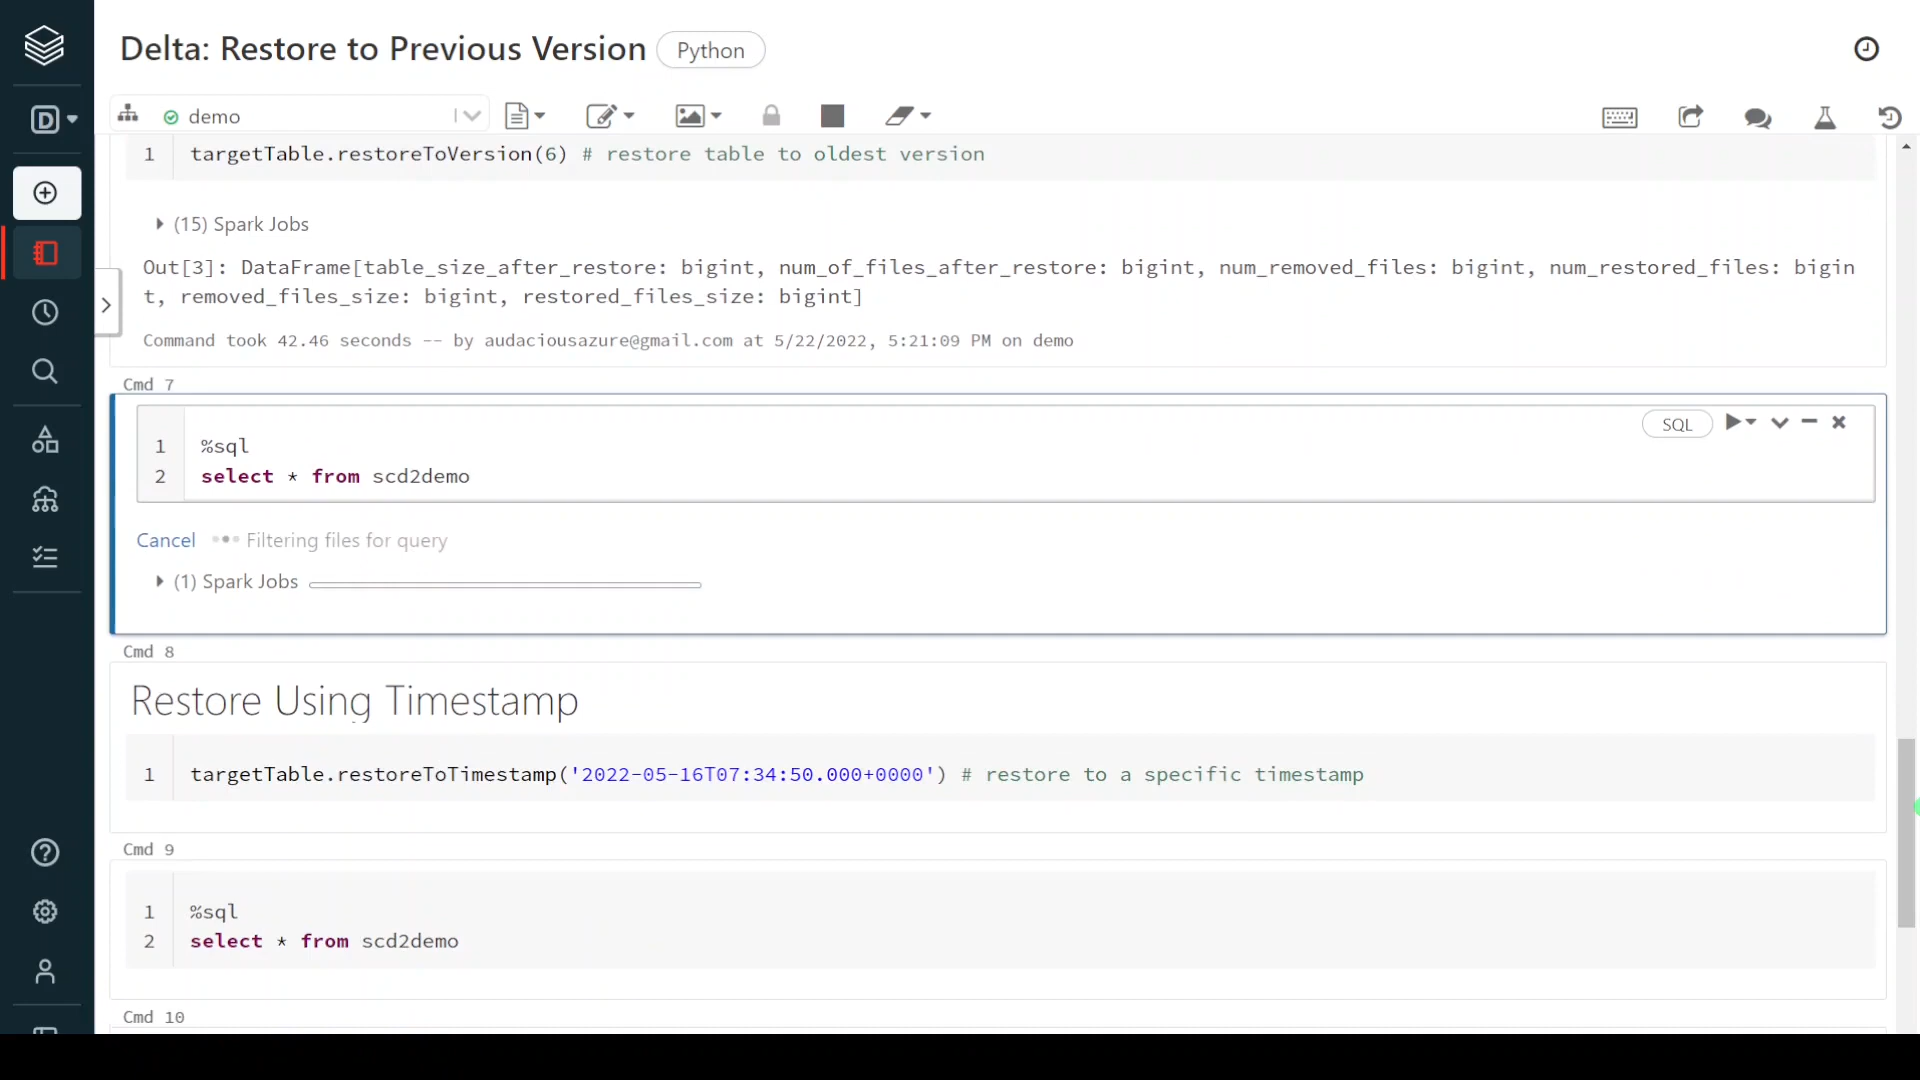 Delta: Restore to Previous Version Python
D
demo
1 targetTable.restoreToVersion(6) # restore table to oldest version
(15) Spark Jobs
Out[3]: DataFrame[table_size_after_restore: bigint, num_of_files_after_restore: bigint, num_removed_files: bigint, num_restored_files: bigin
t, removed_files_size: bigint, restored_files_size: bigint]
Command took 42.46 seconds -- by audaciousazure@gmail.com at 5/22/2022, 5:21:09 PM on demo
Cmd 7
SQL
1 %sql
2 select * from scd2demo
Cancel Filtering files for query
(1) Spark Jobs
Cmd 8
Restore Using Timestamp
1 targetTable.restoreToTimestamp('2022-05-16T07:34:50.000+0000') # restore to a specific timestamp
Cmd 9
1 %sql
2 select * from scd2demo
Cmd 10